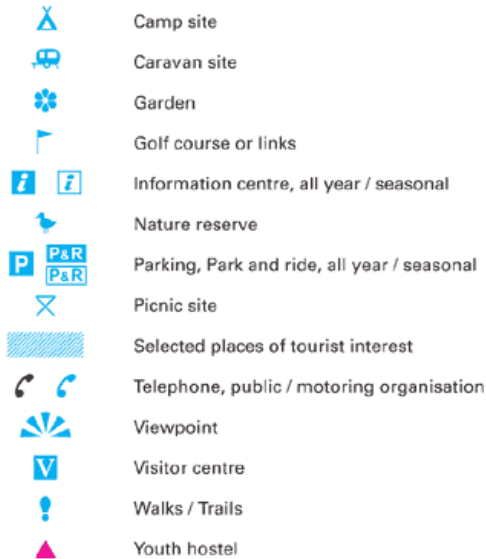 Camp site
Caravan site
Garden
Golf course or links
i i Information centre, all year / seasonal
Nature reserve
P P&R P&R Parking, Park and ride, all year / seasonal
Picnic site
Selected places of tourist interest
Telephone, public / motoring organisation
Viewpoint
V Visitor centre
Walks / Trails
Youth hostel